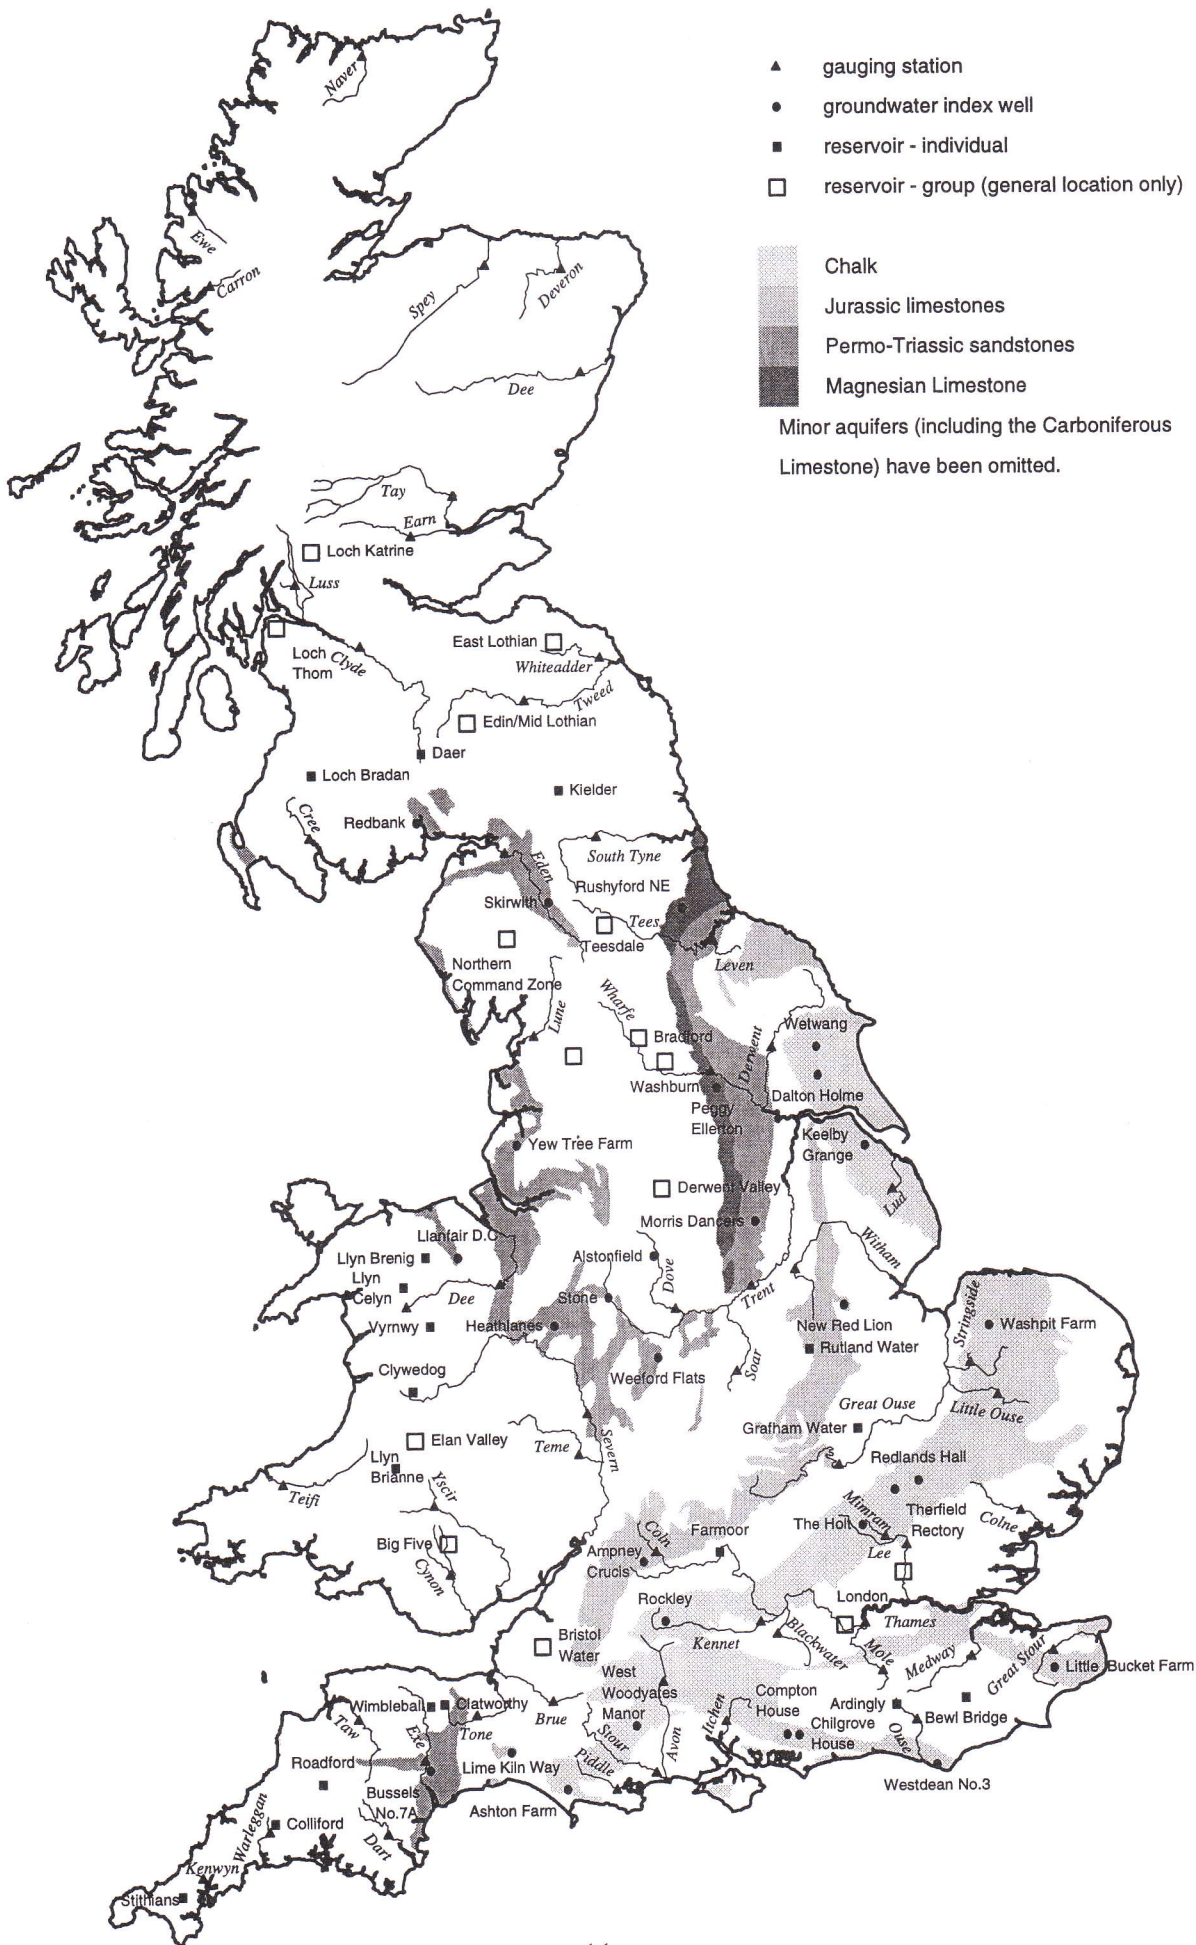 gauging station
groundwater index well
reservoir - individual
reservoir - group (general location only)
Chalk
Jurassic limestones
Permo-Triassic sandstones
Magnesian Limestone
Minor aquifers (including the Carboniferous
Limestone) have been omitted.
Naver
Ewe
Carron
Spey
Deveron
Dee
Tay
Earn
Loch Katrine
Luss
Loch
Thom
Clyde
East Lothian
Whiteadder
Tweed
Edin/Mid Lothian
Daer
Loch Bradan
Kielder
Cree
Redbank
Eden
South Tyne
Rushyford NE
Skirwith
Tees
Teesdale
Leven
Northern
Command Zone
Lune
Wharfe
Bradford
Derwent
Wetwang
Washburn
Dalton Holme
Peggy
Ellerton
Keelby
Grange
Yew Tree Farm
Derwent Valley
Lud
Morris Dancers
Witham
Llanfair D.C
Llyn Brenig
Llyn
Celyn
Dee
Alstonfield
Dove
Trent
Stone
Vyrnwy
Heathlanes
New Red Lion
Rutland Water
Stringside
Washpit Farm
Clywedog
Weeford Flats
Soar
Great Ouse
Little Ouse
Grafham Water
Elan Valley
Teme
Severn
Llyn
Brianne
Redlands Hall
Teifi
Yscir
Mimram
Therfield
Rectory
Colne
The Holt
Coln
Farmoor
Big Five
Cynon
Ampney
Crucis
Lee
London
Rockley
Kennet
Blackwater
Thames
Mole
Medway
Great Stour
Little Bucket Farm
Bristol
Water
West
Woodyates
Manor
Wimbleball
Clatworthy
Taw
Exe
Tone
Brue
Stour
Avon
Itchen
Compton
House
Chilgrove
House
Ardingly
Bewl Bridge
Ouse
Roadford
Lime Kiln Way
Piddle
Westdean No.3
Bussels
No.7A
Ashton Farm
Warleggan
Colliford
Dart
Kenwyn
Stithians